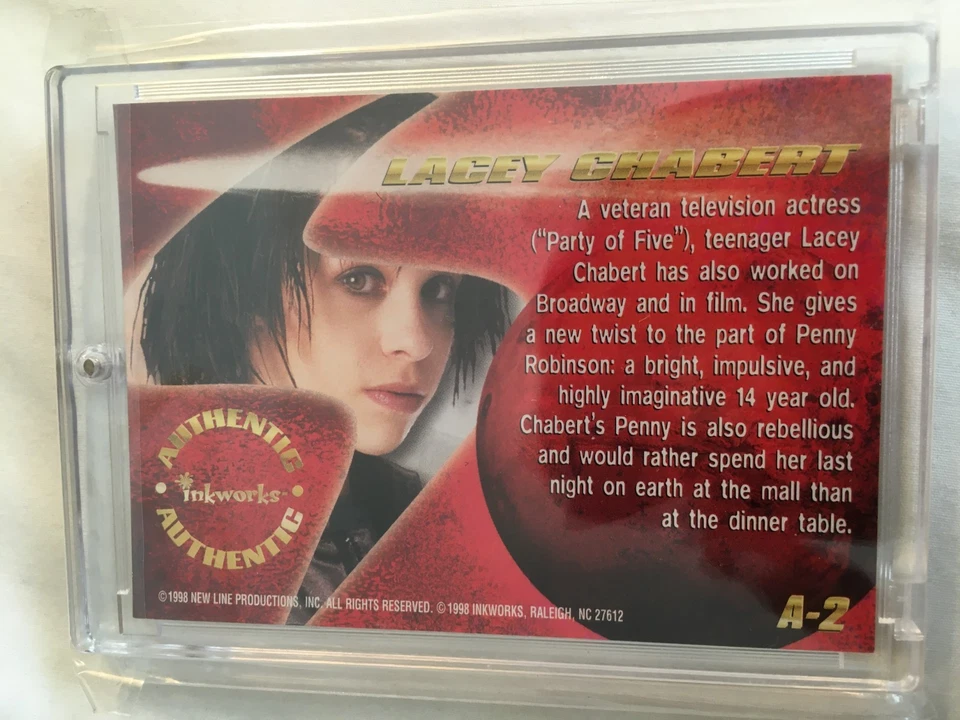 LACEY CHABERT
A veteran television actress
("Party of Five"), teenager Lacey
Chabert has also worked on
Broadway and in film. She gives
a new twist to the part of Penny
Robinson: a bright, impulsive, and
highly imaginative 14 year old.
Chabert's Penny is also rebellious
and would rather spend her last
night on earth at the mall than
at the dinner table.
AUTHENTIC
inkworks™
AUTHENTIC
©1998 NEW LINE PRODUCTIONS, INC. ALL RIGHTS RESERVED. ©1998 INKWORKS, RALEIGH, NC 27612
A-2